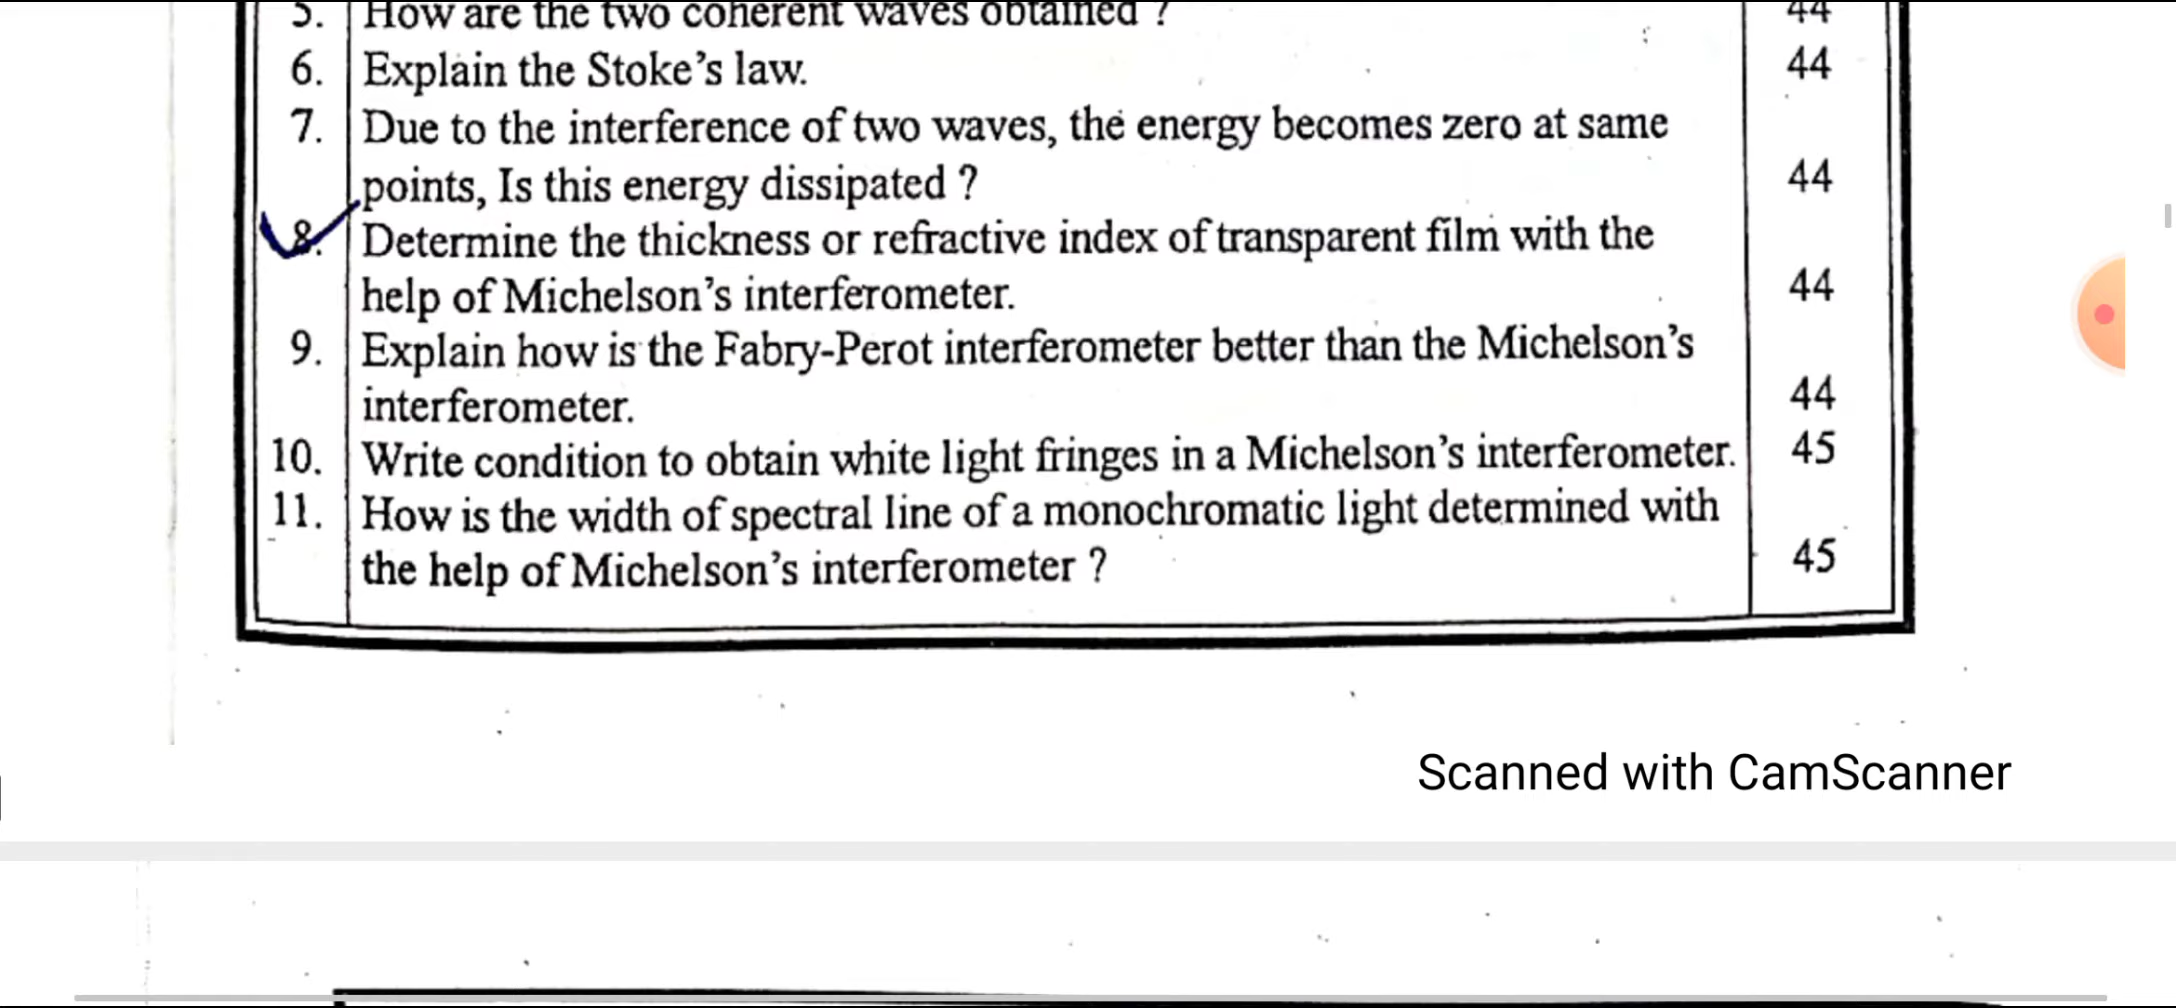 5. How are the two coherent waves obtained ? 44
6. Explain the Stoke's law. 44
7. Due to the interference of two waves, the energy becomes zero at same
points, Is this energy dissipated ? 44
8. Determine the thickness or refractive index of transparent film with the
help of Michelson's interferometer. 44
9. Explain how is the Fabry-Perot interferometer better than the Michelson's
interferometer. 44
10. Write condition to obtain white light fringes in a Michelson's interferometer. 45
11. How is the width of spectral line of a monochromatic light determined with
the help of Michelson's interferometer ? 45
Scanned with CamScanner